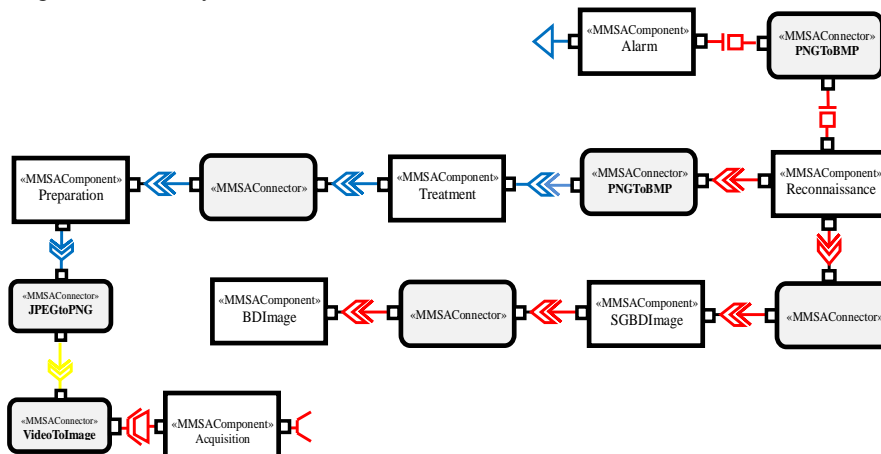 «MMSAComponent»
Alarm
«MMSAConnector»
PNGToBMP
«MMSAComponent»
Preparation
«MMSAConnector»
«MMSAComponent»
Treatment
«MMSAConnector»
PNGToBMP
«MMSAComponent»
Reconnaissance
«MMSAConnector»
JPEGtoPNG
«MMSAComponent»
BDImage
«MMSAConnector»
«MMSAComponent»
SGBDImage
«MMSAConnector»
«MMSAConnector»
VideoToImage
«MMSAComponent»
Acquisition